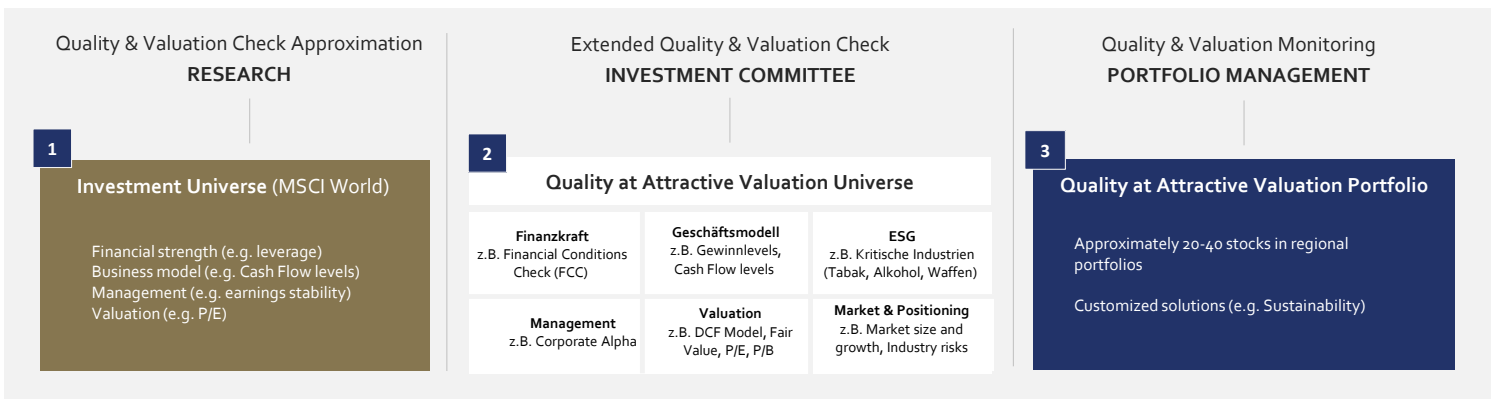 Quality & Valuation Check Approximation
RESEARCH
1
Investment Universe (MSCI World)
Financial strength (e.g. leverage)
Business model (e.g. Cash Flow levels)
Management (e.g. earnings stability)
Valuation (e.g. P/E)
Extended Quality & Valuation Check
INVESTMENT COMMITTEE
2
Quality at Attractive Valuation Universe
Finanzkraft
z.B. Financial Conditions
Check (FCC)
Geschäftsmodell
z.B. Gewinnlevels,
Cash Flow levels
ESG
z.B. Kritische Industrien
(Tabak, Alkohol, Waffen)
Management
z.B. Corporate Alpha
Valuation
z.B. DCF Model, Fair
Value, P/E, P/B
Market & Positioning
z.B. Market size and
growth, Industry risks
Quality & Valuation Monitoring
PORTFOLIO MANAGEMENT
3
Quality at Attractive Valuation Portfolio
Approximately 20-40 stocks in regional
portfolios
Customized solutions (e.g. Sustainability)